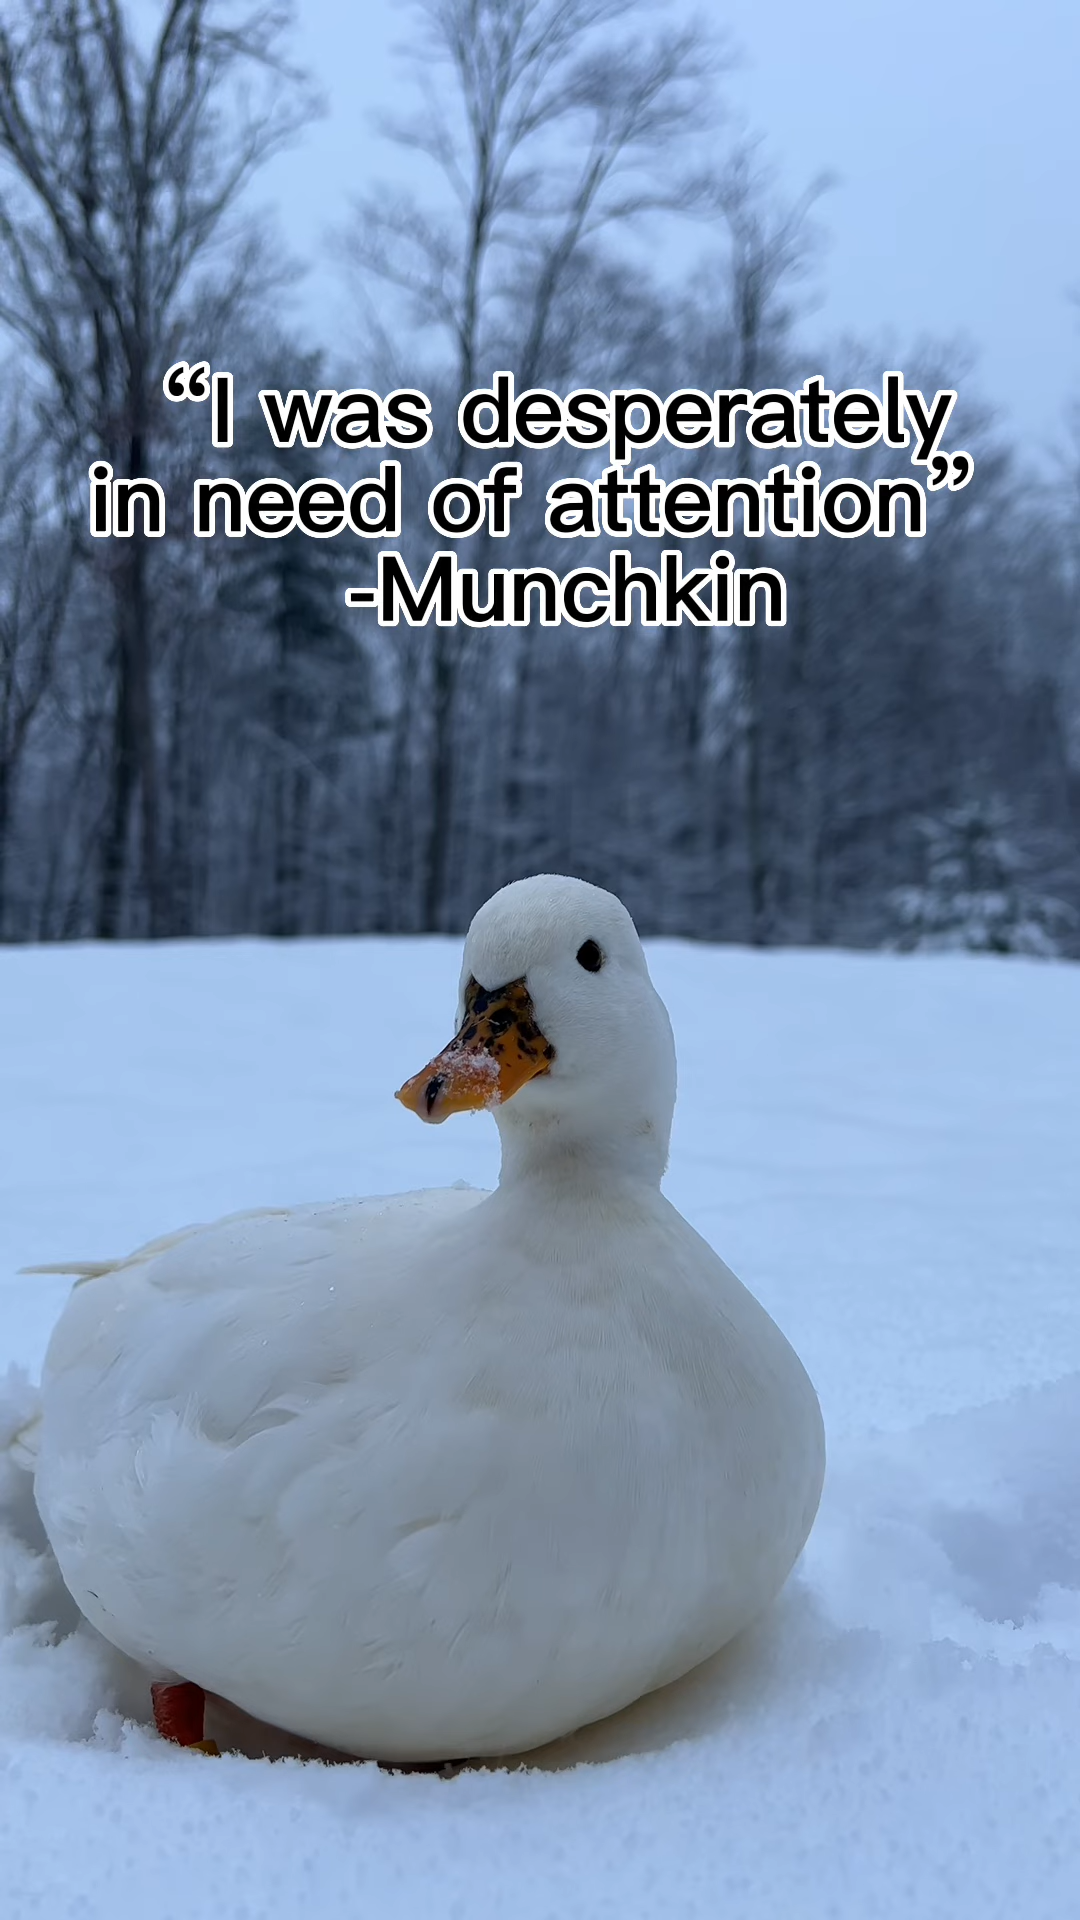 “I was desperately
in need of attention”
-Munchkin